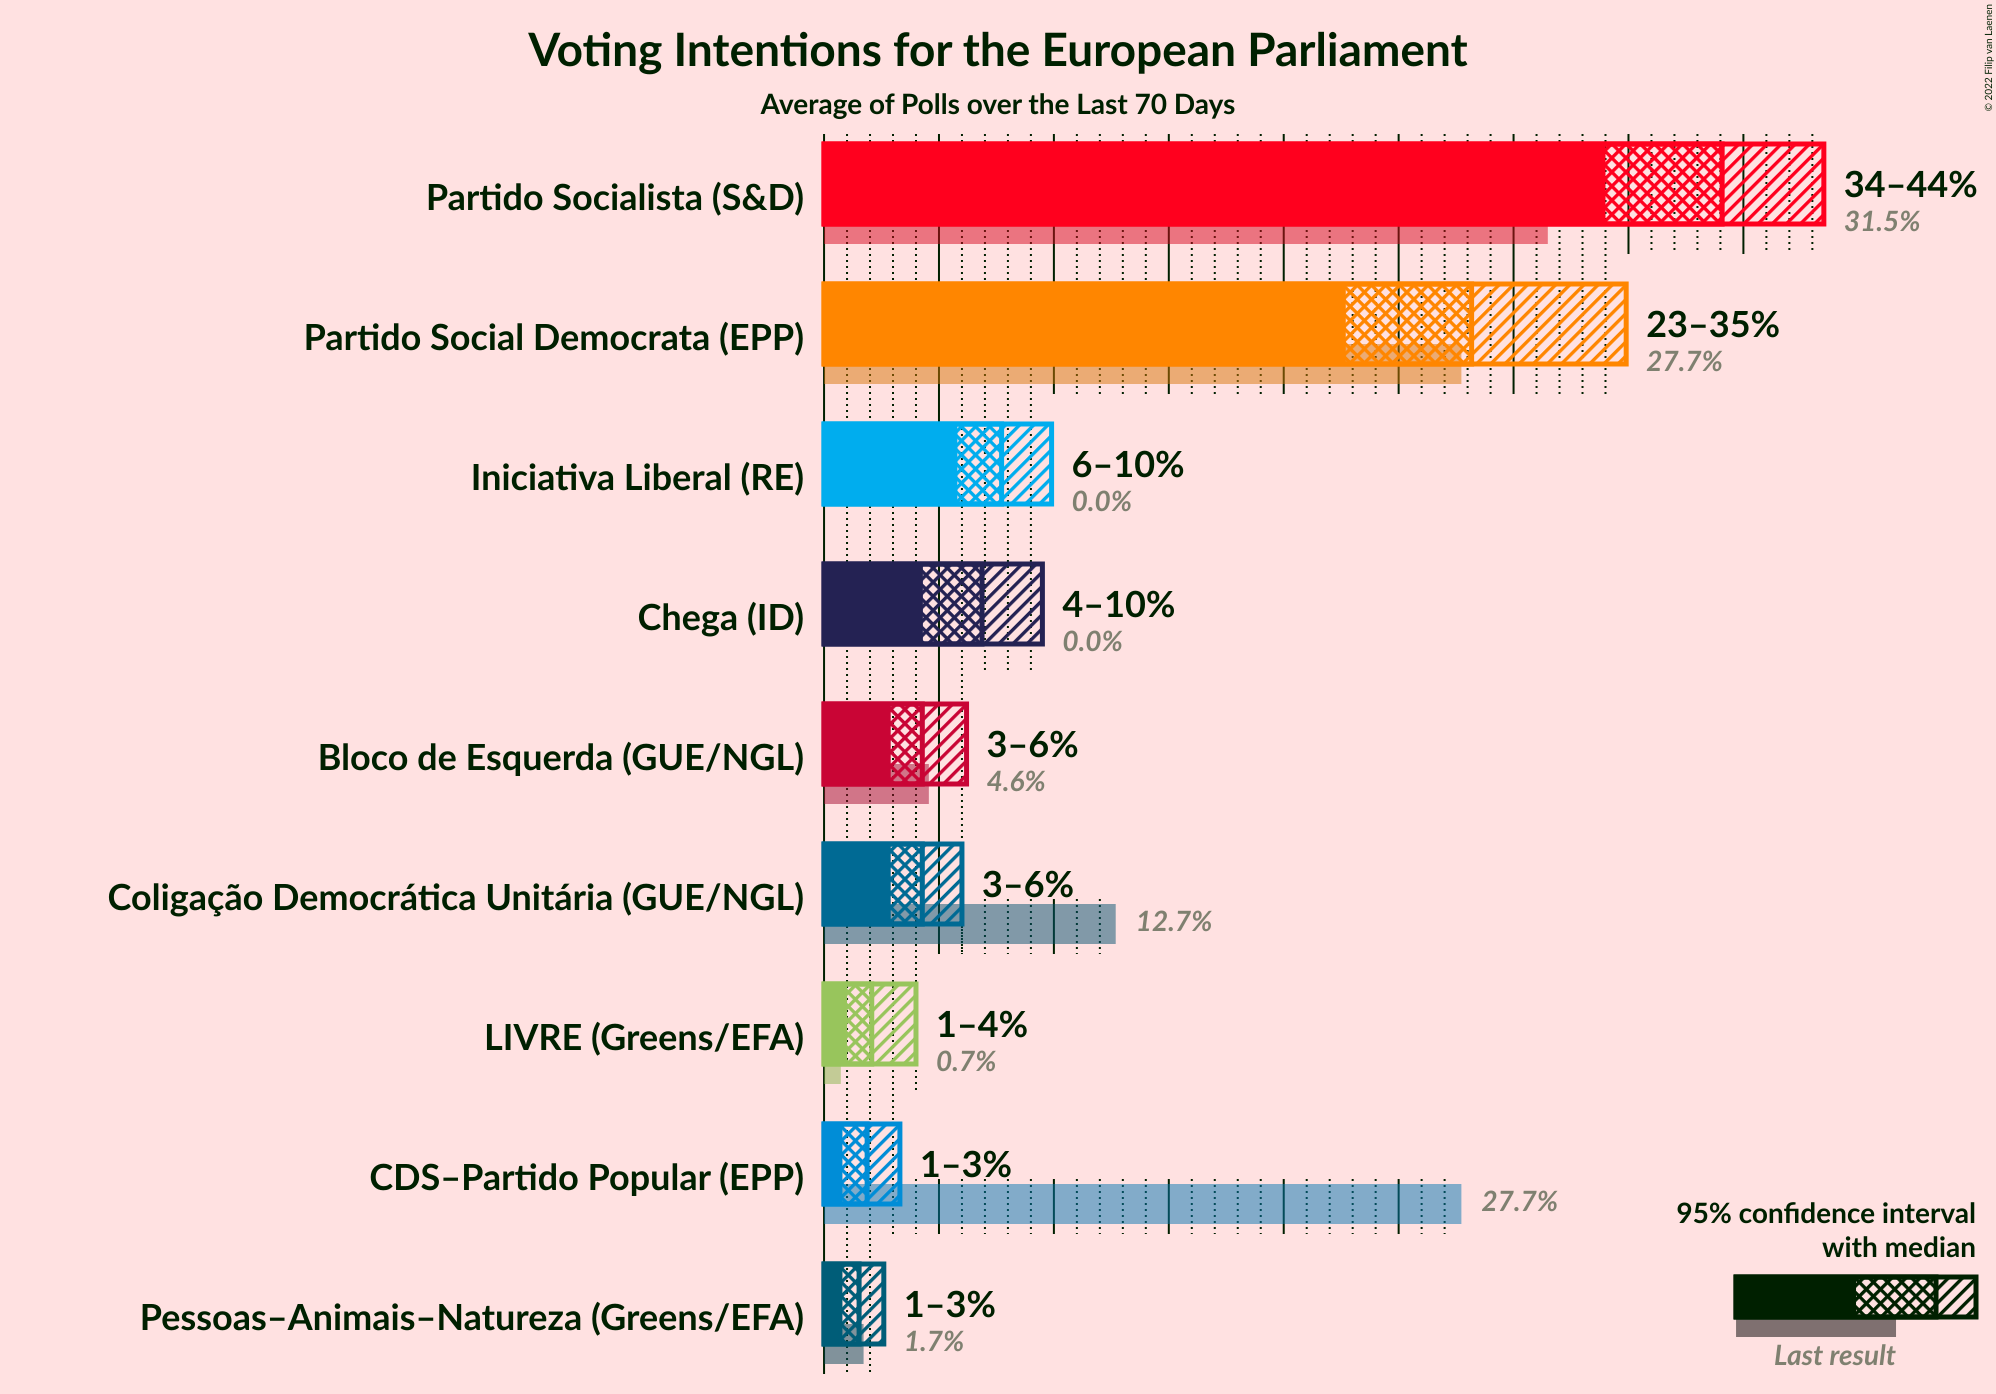 Voting Intentions for the European Parliament
Average of Polls over the Last 70 Days
© 2022 Filip van Laenen
Partido Socialista (S&D)
34–44%
31.5%
Partido Social Democrata (EPP)
23–35%
27.7%
Iniciativa Liberal (RE)
6–10%
0.0%
Chega (ID)
4–10%
0.0%
Bloco de Esquerda (GUE/NGL)
3–6%
4.6%
Coligação Democrática Unitária (GUE/NGL)
3–6%
12.7%
LIVRE (Greens/EFA)
1–4%
0.7%
CDS–Partido Popular (EPP)
1–3%
27.7%
Pessoas–Animais–Natureza (Greens/EFA)
1–3%
1.7%
95% confidence interval
with median
Last result